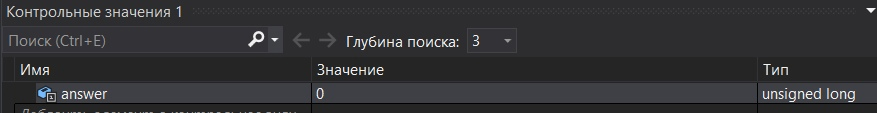 Контрольные значения 1
Поиск (Ctrl+E) Глубина поиска: 3
Имя Значение Тип
answer 0 unsigned long